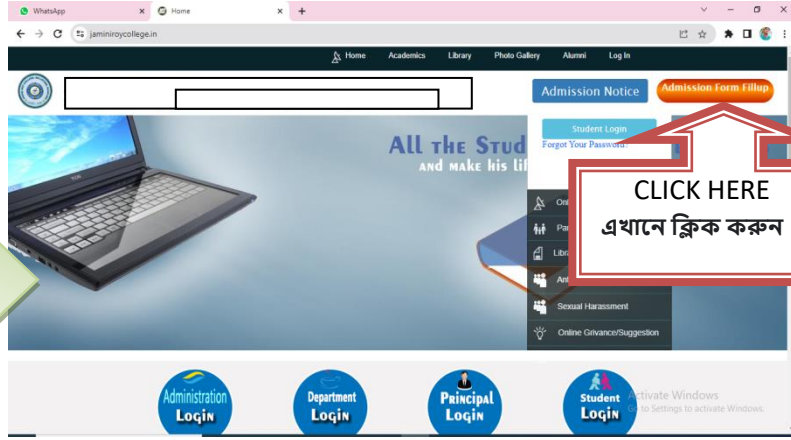 WhatsApp
Home
jaminiroycollege.in
Home Academics Library Photo Gallery Alumni Log In
Admission Notice
Admission Form Fillup
Student Login
Forgot Your Password?
All the Stud
and make his lif
CLICK HERE
এখানে ক্লিক করুন
Sexual Harassment
Online Grivance/Suggestion
Administration
Login
Department
Login
Principal
Login
Student
Login
Activate Windows
Go to Settings to activate Windows.